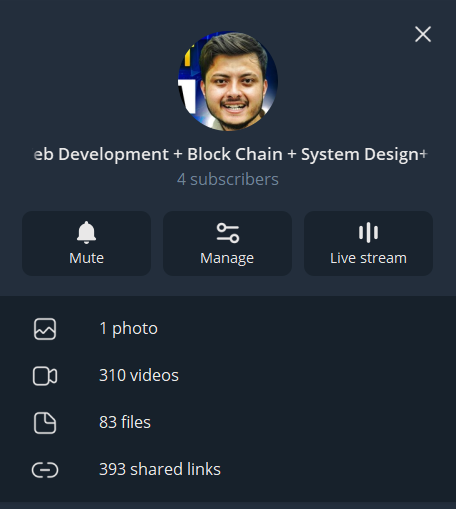 eb Development + Block Chain + System Design+
4 subscribers
Mute
Manage
Live stream
1 photo
310 videos
83 files
393 shared links